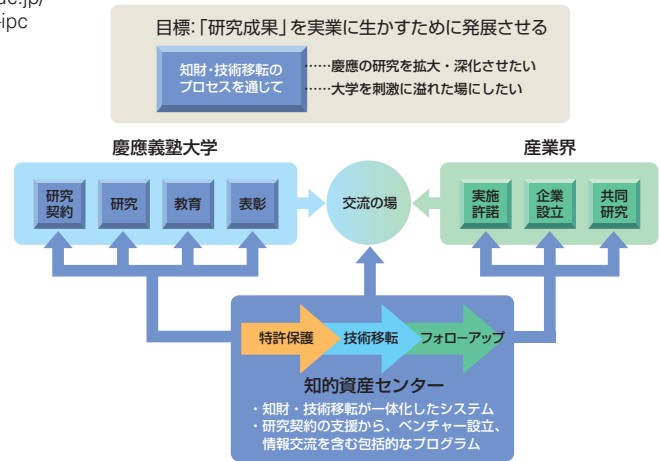 .jp/
-ipc
目標:「研究成果」を実業に生かすために発展させる
知財・技術移転の
プロセスを通じて
……慶應の研究を拡大・深化させたい
……大学を刺激に溢れた場にしたい
慶應義塾大学
産業界
研究
契約
研究
教育
表彰
交流の場
実施
許諾
企業
設立
共同
研究
特許保護
技術移転
フォローアップ
知的資産センター
・知財・技術移転が一体化したシステム
・研究契約の支援から、ベンチャー設立、
情報交流を含む包括的なプログラム